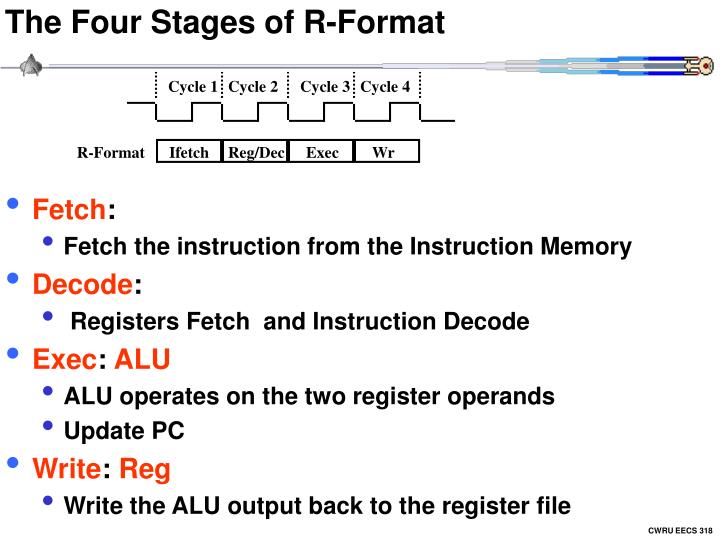 The Four Stages of R-Format
Cycle 1 Cycle 2 Cycle 3 Cycle 4
R-Format Ifetch Reg/Dec Exec Wr
• Fetch:
• Fetch the instruction from the Instruction Memory
• Decode:
• Registers Fetch and Instruction Decode
• Exec: ALU
• ALU operates on the two register operands
• Update PC
• Write: Reg
• Write the ALU output back to the register file
CWRU EECS 318